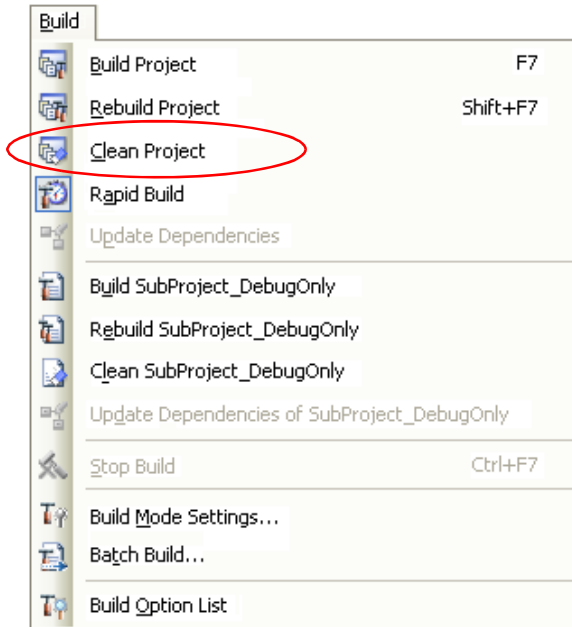 Build
Build Project F7
Rebuild Project Shift+F7
Clean Project
Rapid Build
Update Dependencies
Build SubProject_DebugOnly
Rebuild SubProject_DebugOnly
Clean SubProject_DebugOnly
Update Dependencies of SubProject_DebugOnly
Stop Build Ctrl+F7
Build Mode Settings...
Batch Build...
Build Option List